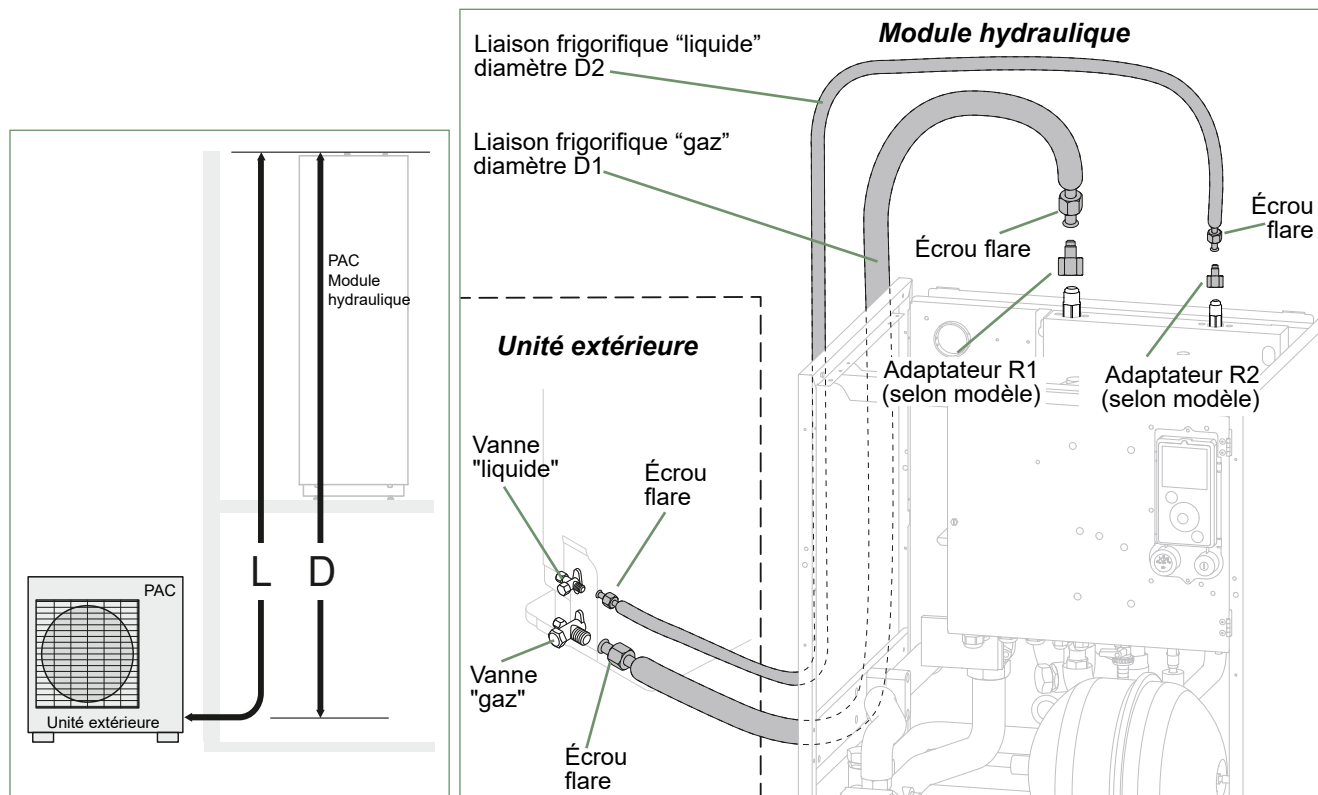 PAC
Module
hydraulique
L
D
PAC
Unité extérieure
Liaison frigorifique “liquide”
diamètre D2
Module hydraulique
Liaison frigorifique “gaz”
diamètre D1
Écrou flare
Écrou
flare
Unité extérieure
Adaptateur R1
(selon modèle)
Adaptateur R2
(selon modèle)
Vanne
"liquide"
Écrou
flare
Vanne
"gaz"
Écrou
flare